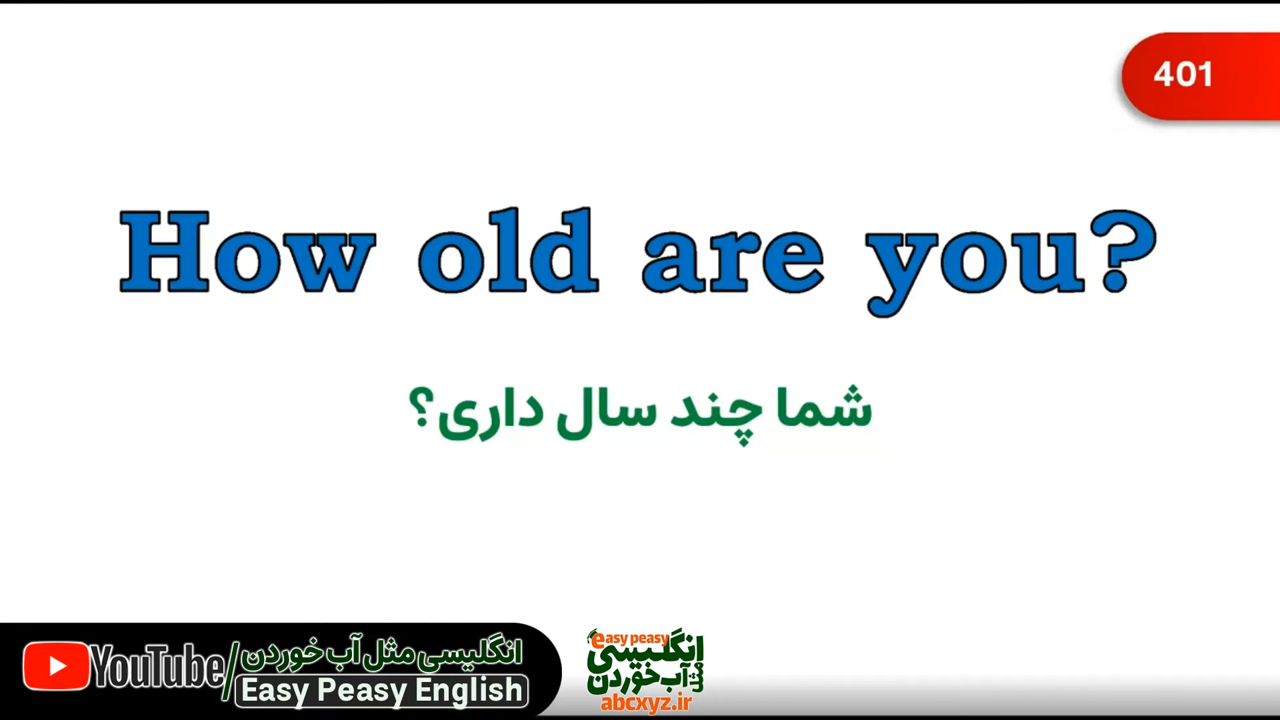 401
How old are you?
شما چند سال داری؟
YouTube/انگلیسی مثل آب خوردن
Easy Peasy English
easy peasy
انگلیسی
مثل
آب خوردن
abcxyz.ir